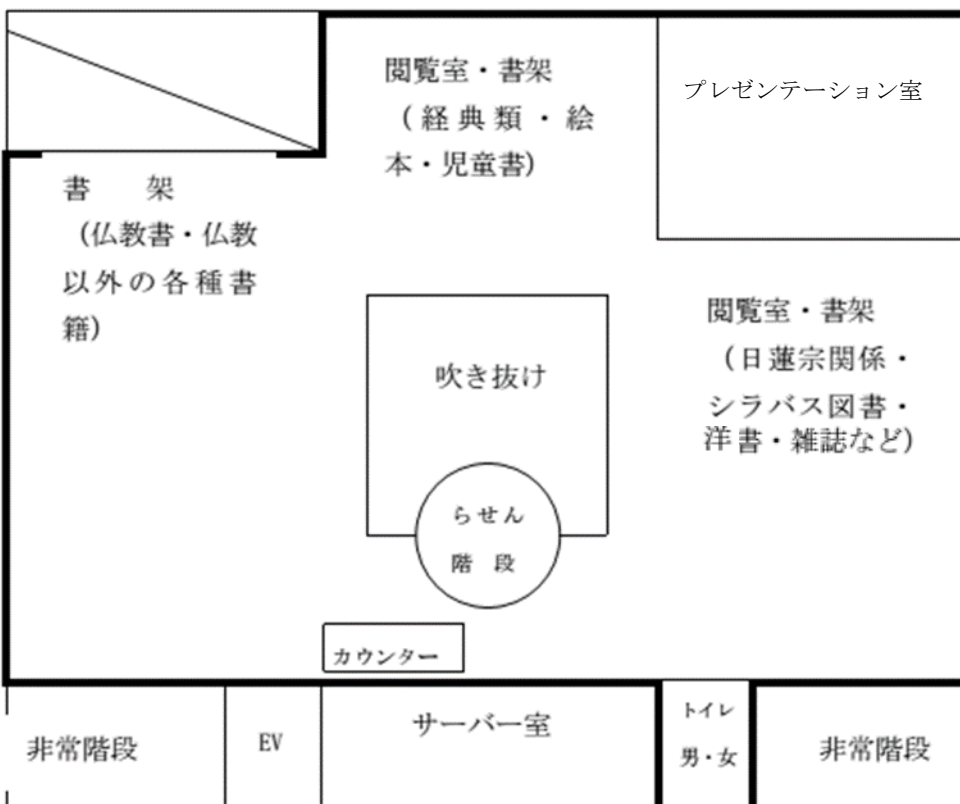 閲覧室・書架
（経典類・絵
本・児童書）
プレゼンテーション室
書　架
（仏教書・仏教
以外の各種書
籍）
吹き抜け
らせん
階　段
閲覧室・書架
（日蓮宗関係・
シラバス図書・
洋書・雑誌など）
カウンター
非常階段
EV
サーバー室
トイレ
男・女
非常階段